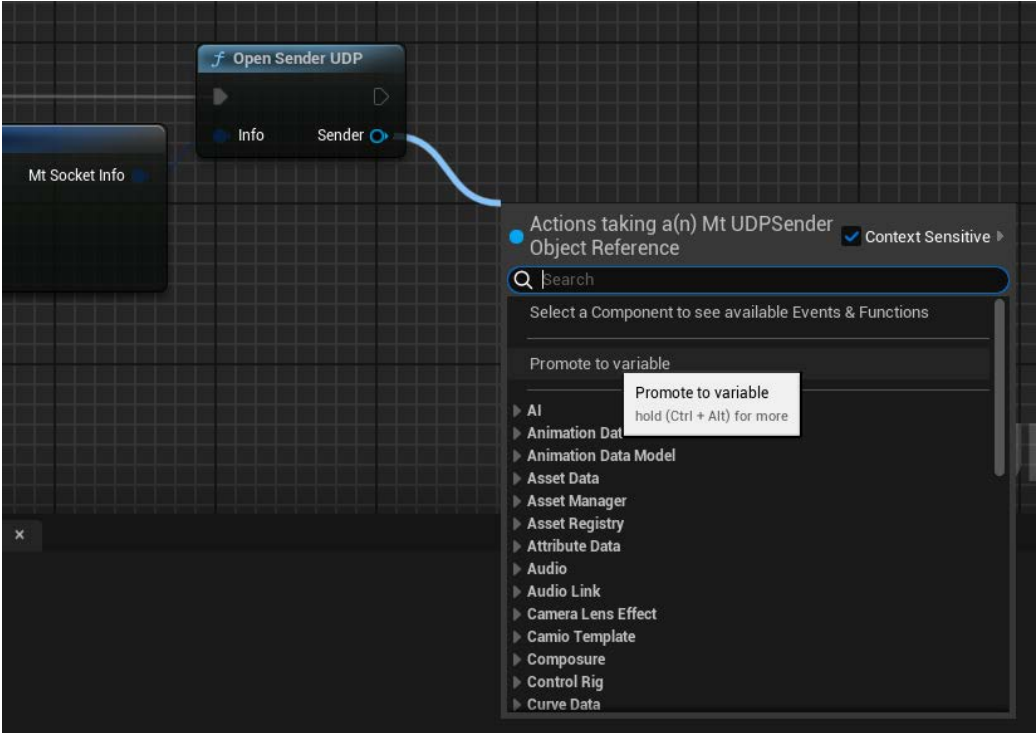 f Open Sender UDP
Info Sender
Mt Socket Info
Actions taking a(n) Mt UDPSender
Object Reference
Context Sensitive
Search
Select a Component to see available Events & Functions
Promote to variable
Promote to variable
hold (Ctrl + Alt) for more
AI
Animation Dat
Animation Data Model
Asset Data
Asset Manager
Asset Registry
Attribute Data
Audio
Audio Link
Camera Lens Effect
Camio Template
Composure
Control Rig
Curve Data